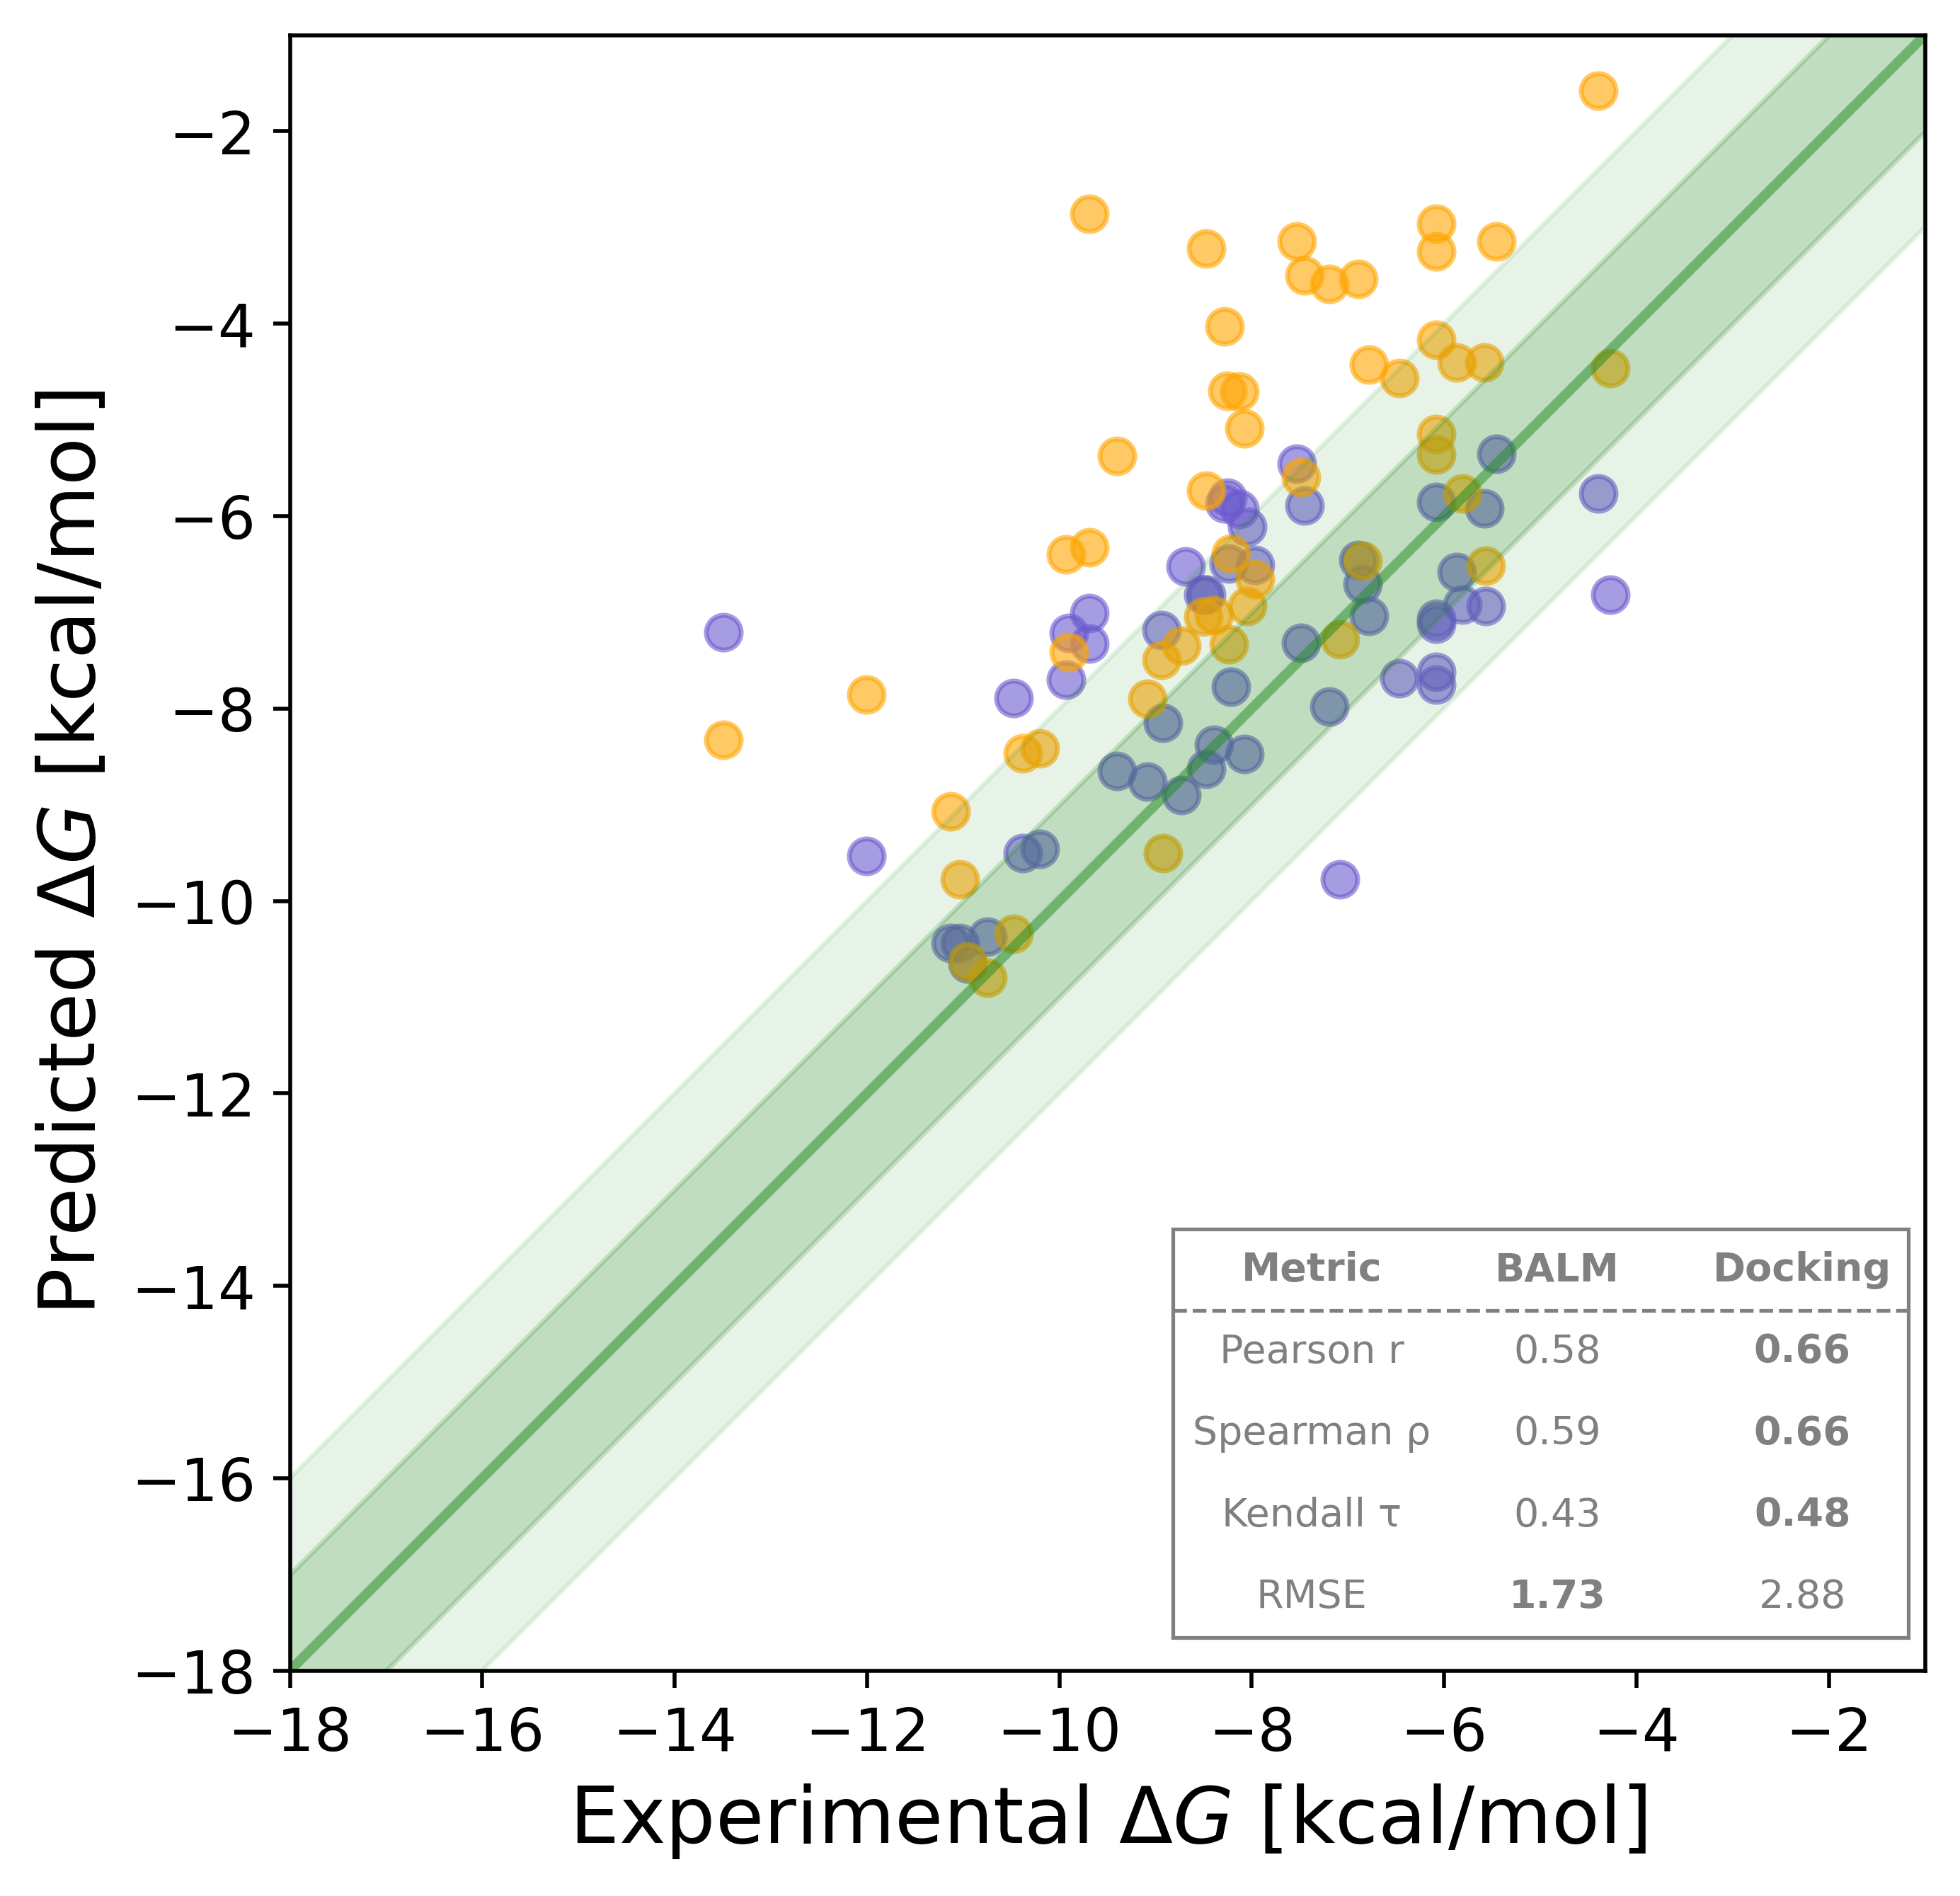 Predicted ΔG [kcal/mol]
−2
−4
−6
−8
−10
−12
−14
−16
−18
Metric BALM Docking
Pearson r 0.58 0.66
Spearman ρ 0.59 0.66
Kendall τ 0.43 0.48
RMSE 1.73 2.88
−18 −16 −14 −12 −10 −8 −6 −4 −2
Experimental ΔG [kcal/mol]